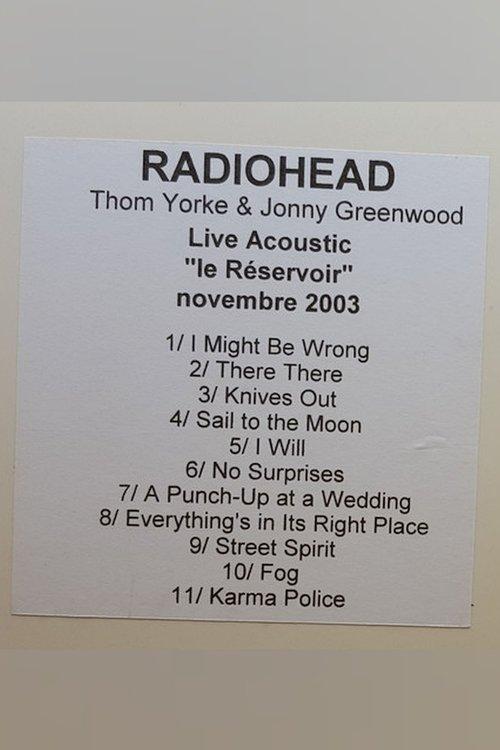 RADIOHEAD
Thom Yorke & Jonny Greenwood
Live Acoustic
"le Réservoir"
novembre 2003
1/ I Might Be Wrong
2/ There There
3/ Knives Out
4/ Sail to the Moon
5/ I Will
6/ No Surprises
7/ A Punch-Up at a Wedding
8/ Everything's in Its Right Place
9/ Street Spirit
10/ Fog
11/ Karma Police